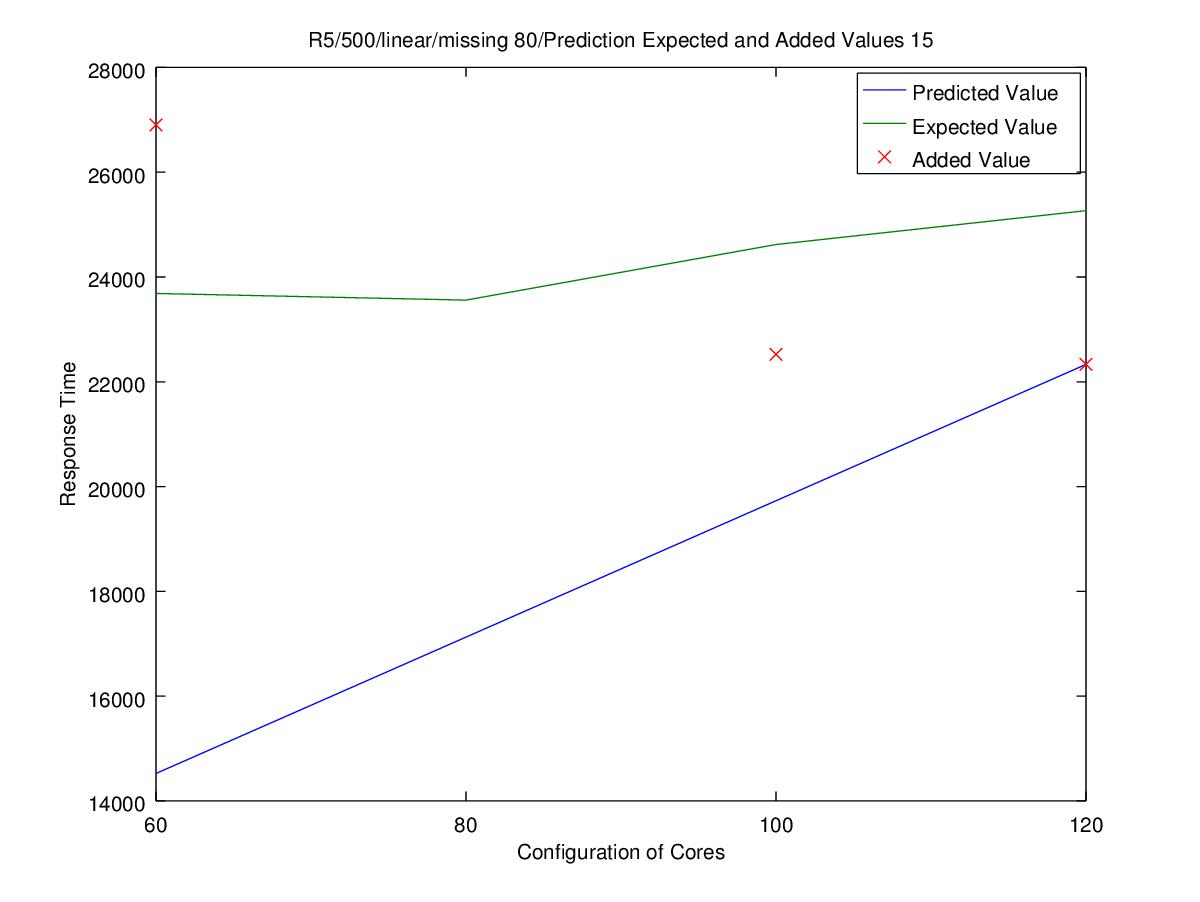 R5/500/linear/missing 80/Prediction Expected and Added Values 15
28000
26000
24000
22000
20000
18000
16000
14000
Response Time
Predicted Value
Expected Value
Added Value
60
80
100
120
Configuration of Cores